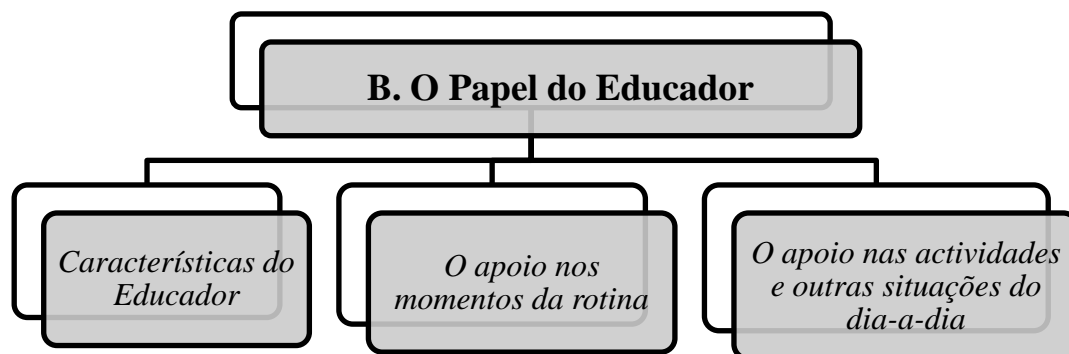 B. O Papel do Educador
Características do
Educador
O apoio nos
momentos da rotina
O apoio nas actividades
e outras situações do
dia-a-dia